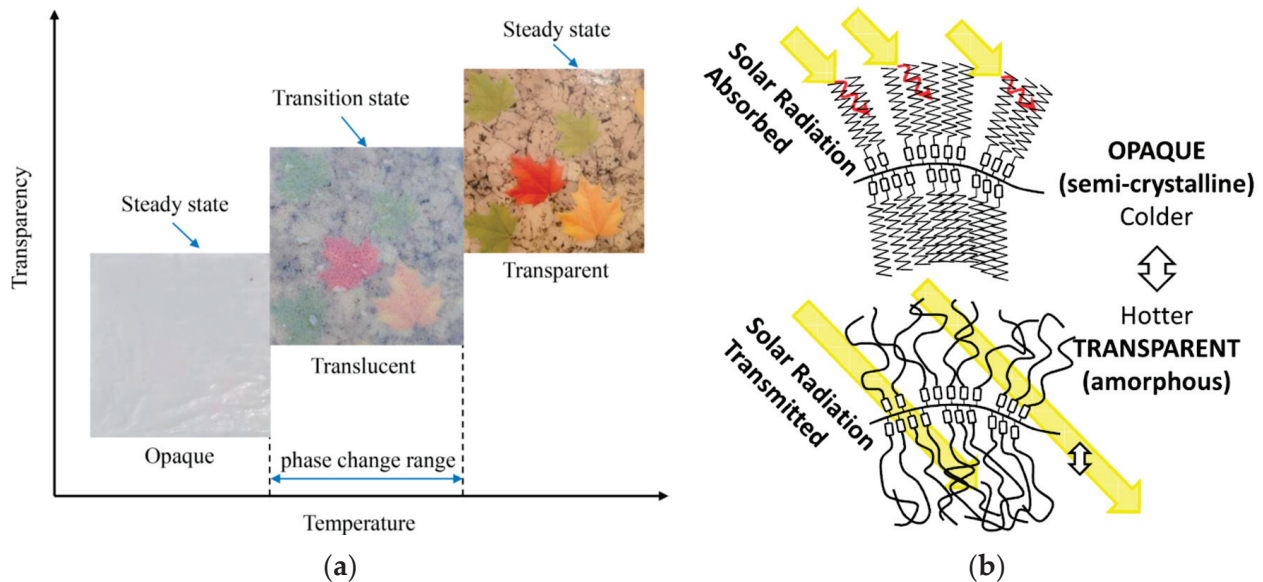 Transparency
Steady state
Transition state
Steady state
Transparent
Translucent
Opaque
phase change range
Temperature
(a)
Solar Radiation
Absorbed
OPAQUE
(semi-crystalline)
Colder
Hotter
TRANSPARENT
(amorphous)
Solar Radiation
Transmitted
(b)